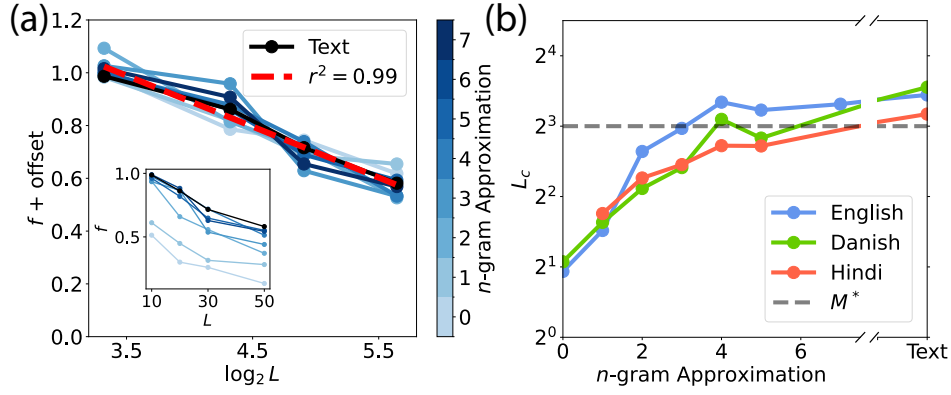 (a)
1.2
1.0
0.8
0.6
0.4
0.2
0.0
f + offset
3.5 4.5 5.5
log₂ L
Text
r² = 0.99
1.0
0.5
f
10 30 50
L
7
6
5
4
3
2
1
0
n-gram Approximation
(b)
2⁴
2³
2²
2¹
2⁰
L_c
English
Danish
Hindi
M*
0 2 4 6 Text
n-gram Approximation